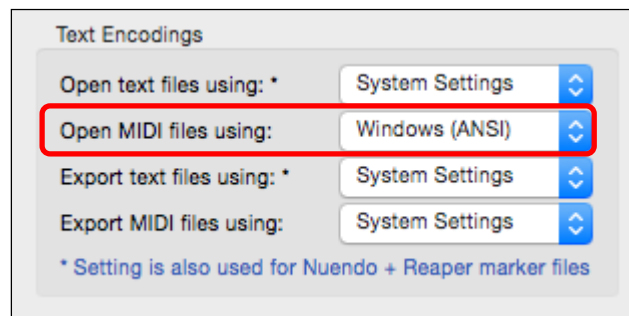 Text Encodings
Open text files using: * System Settings
Open MIDI files using: Windows (ANSI)
Export text files using: * System Settings
Export MIDI files using: System Settings
* Setting is also used for Nuendo + Reaper marker files